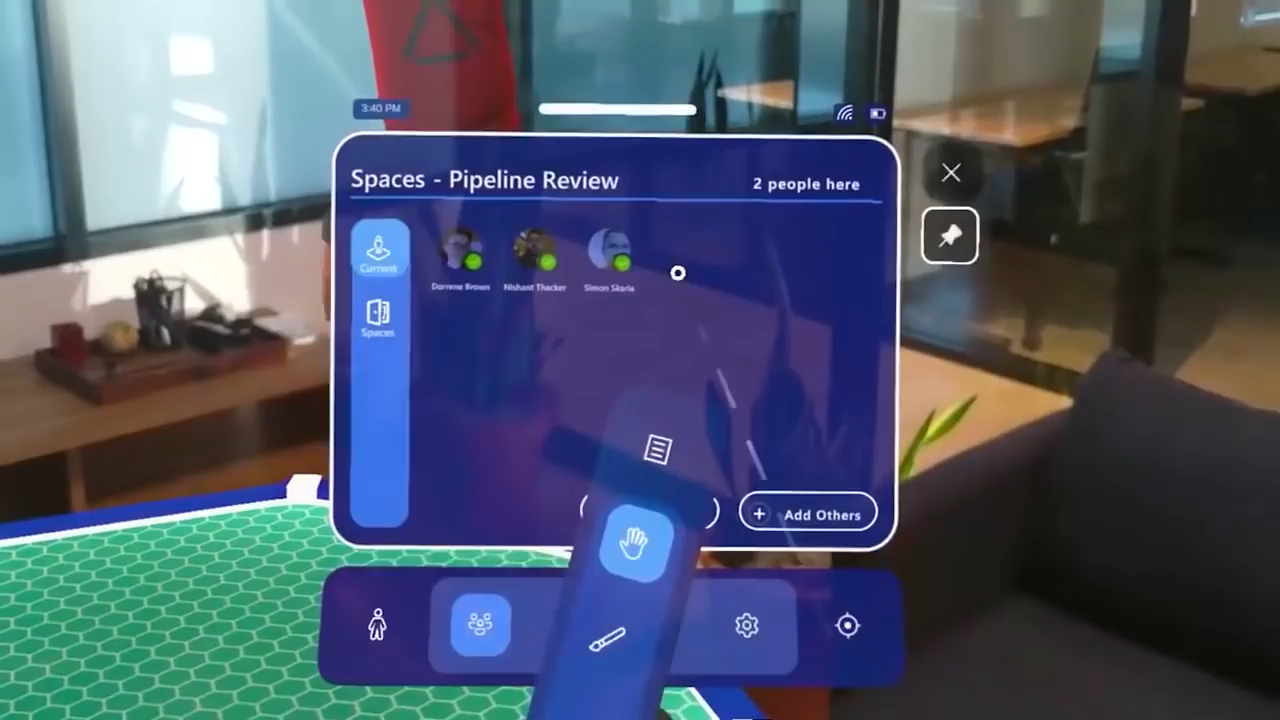 3:40 PM
Spaces - Pipeline Review
2 people here
Current
Spaces
Darrene Brown
Nishant Thacker
Simon Skaria
Add Others